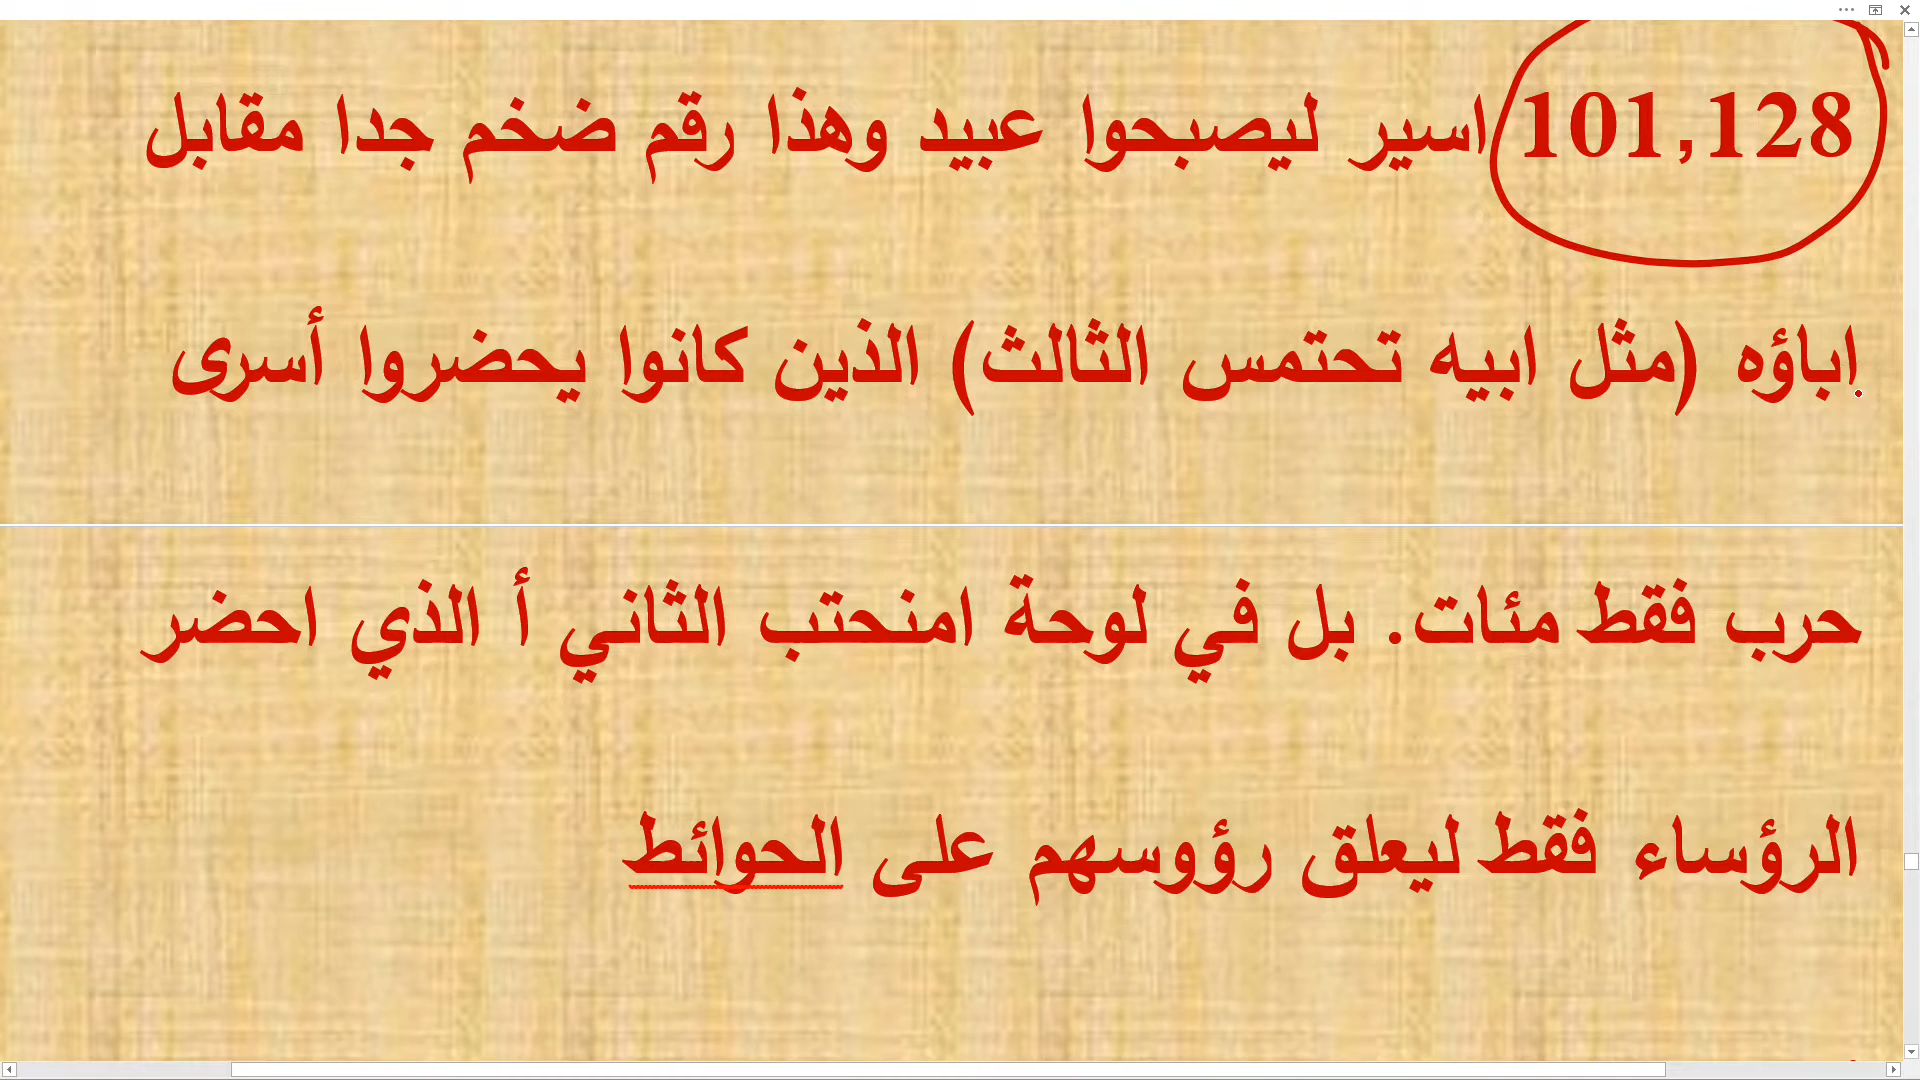 101,128 اسير ليصبحوا عبيد وهذا رقم ضخم جدا مقابل
اباؤه (مثل ابيه تحتمس الثالث) الذين كانوا يحضروا أسرى
حرب فقط مئات. بل في لوحة امنحتب الثاني أ الذي احضر
الرؤساء فقط ليعلق رؤوسهم على الحوائط